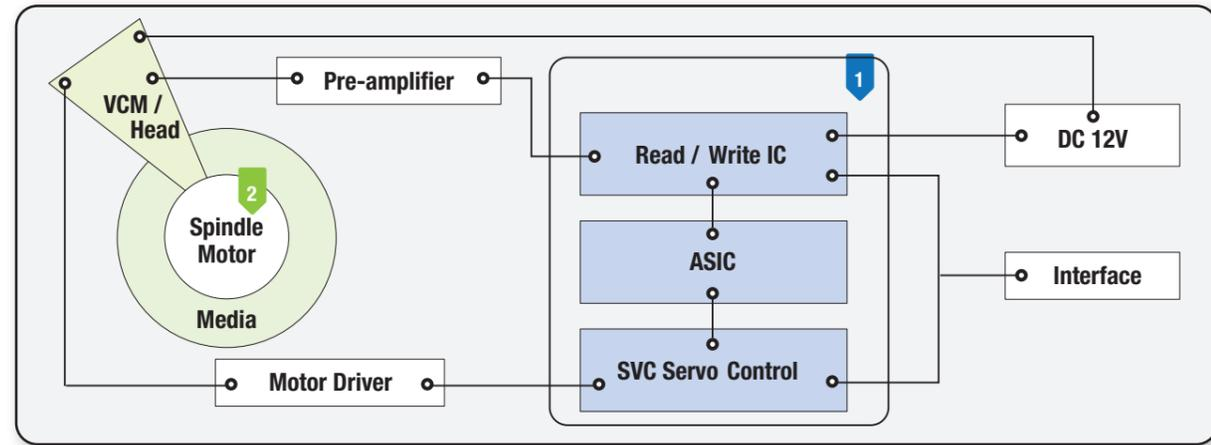 1
Pre-amplifier
VCM /
Head
DC 12V
Read / Write IC
2
Spindle
Motor
ASIC
Interface
Media
SVC Servo Control
Motor Driver